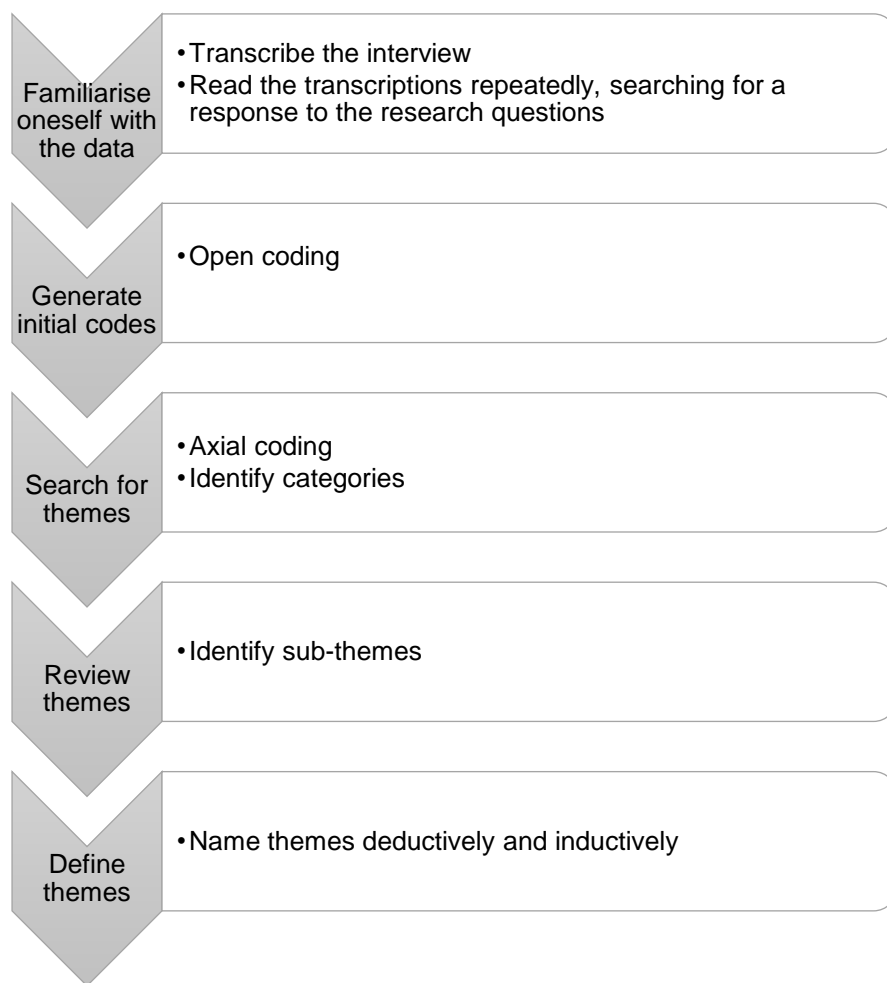 Familiarise
oneself with
the data
•Transcribe the interview
•Read the transcriptions repeatedly, searching for a
response to the research questions
Generate
initial codes
•Open coding
Search for
themes
•Axial coding
•Identify categories
Review
themes
•Identify sub-themes
Define
themes
•Name themes deductively and inductively